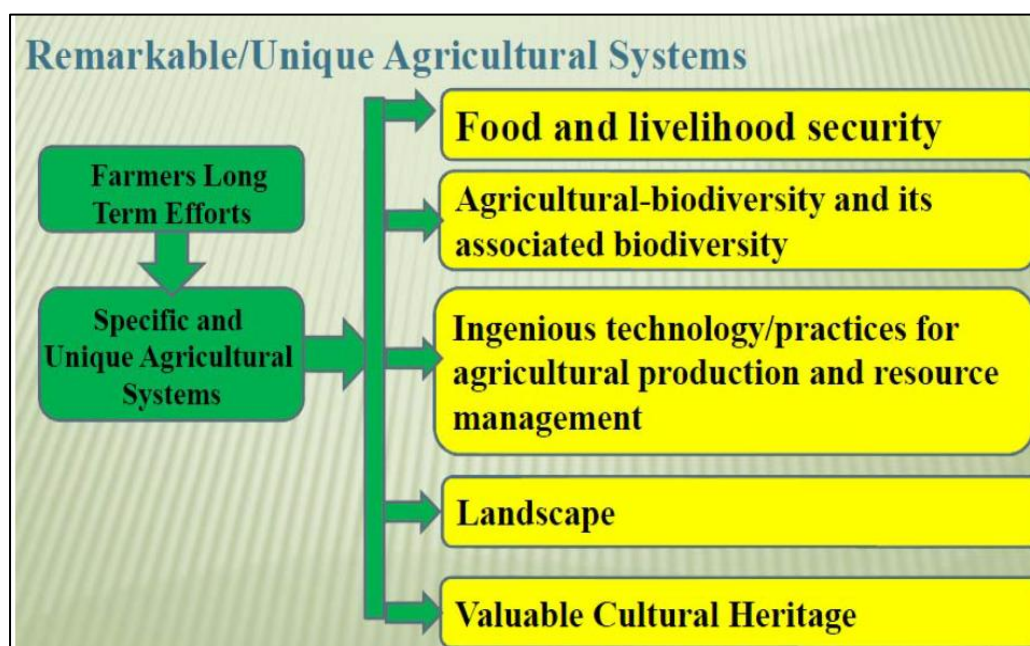 Remarkable/Unique Agricultural Systems
Farmers Long
Term Efforts
Specific and
Unique Agricultural
Systems
Food and livelihood security
Agricultural-biodiversity and its
associated biodiversity
Ingenious technology/practices for
agricultural production and resource
management
Landscape
Valuable Cultural Heritage